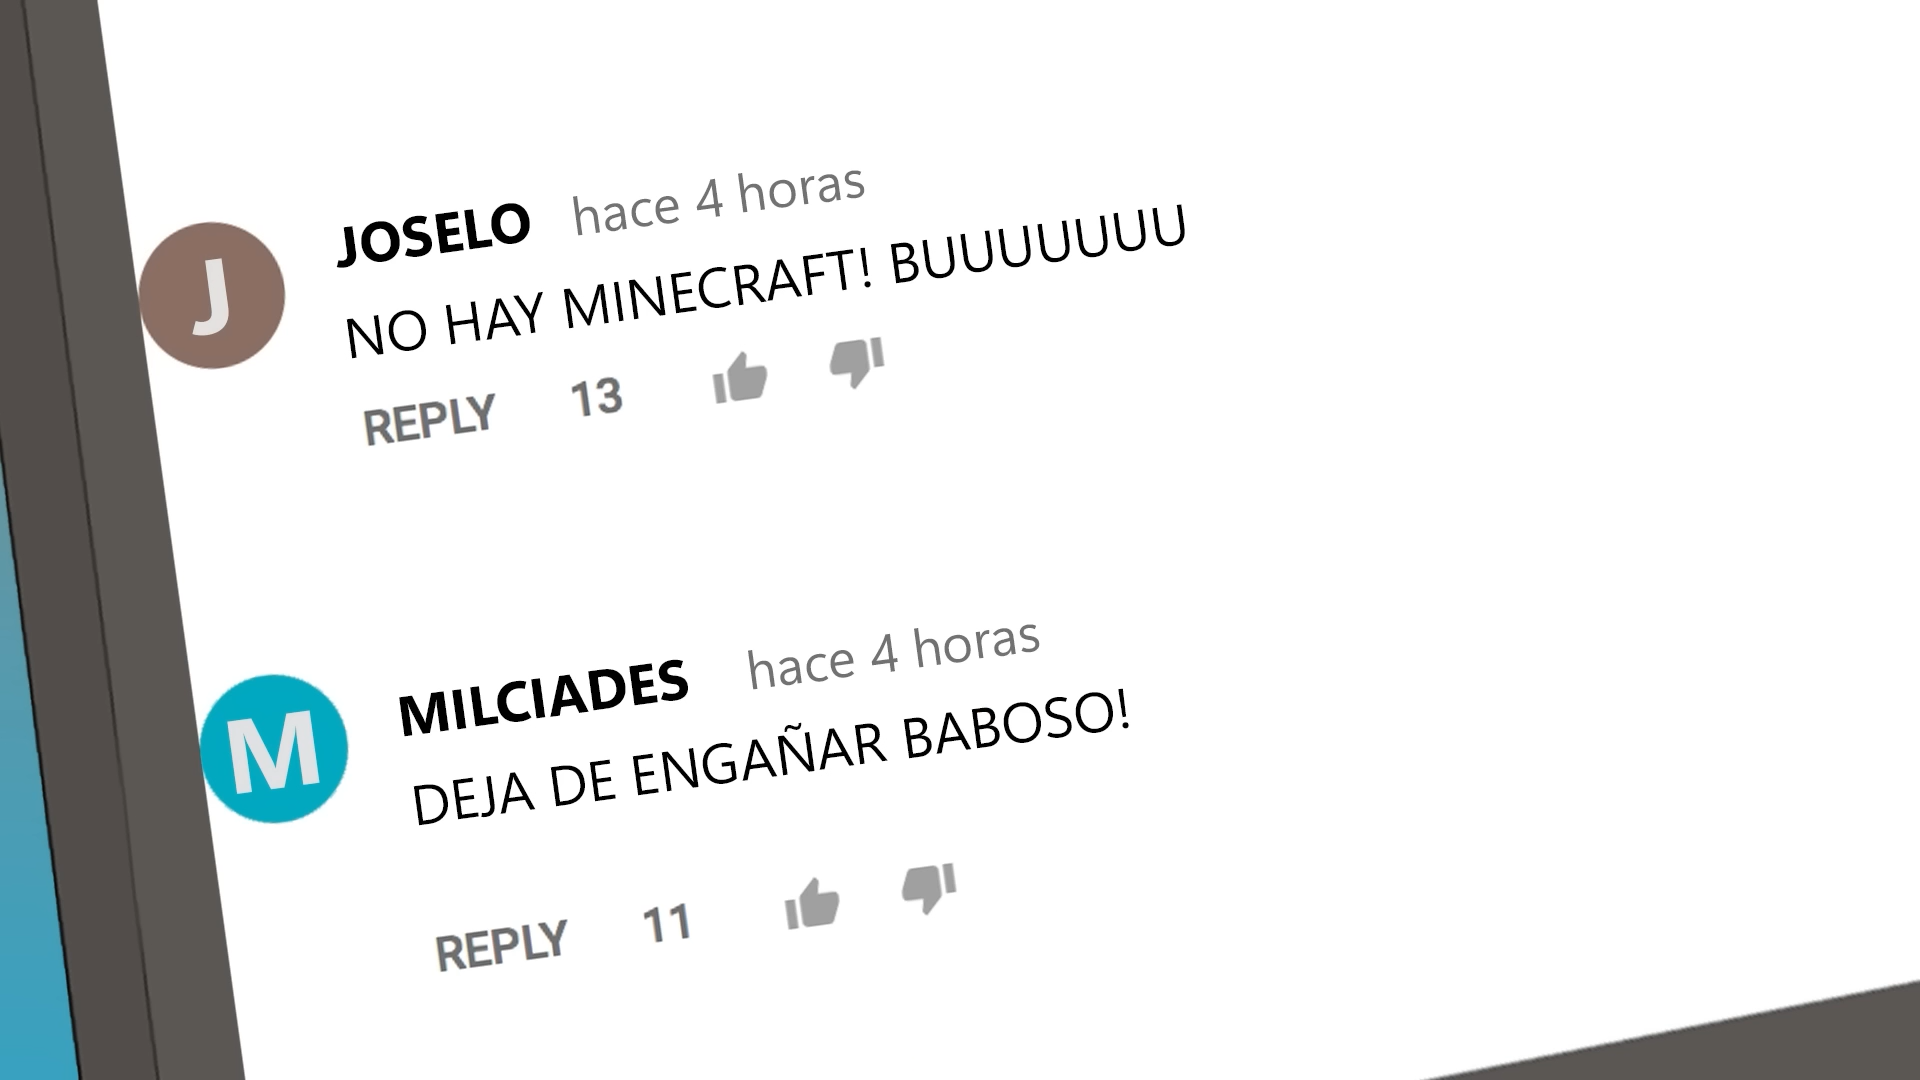 J
JOSELO hace 4 horas
NO HAY MINECRAFT! BUUUUUUU
REPLY 13
M
MILCIADES hace 4 horas
DEJA DE ENGAÑAR BABOSO!
REPLY 11